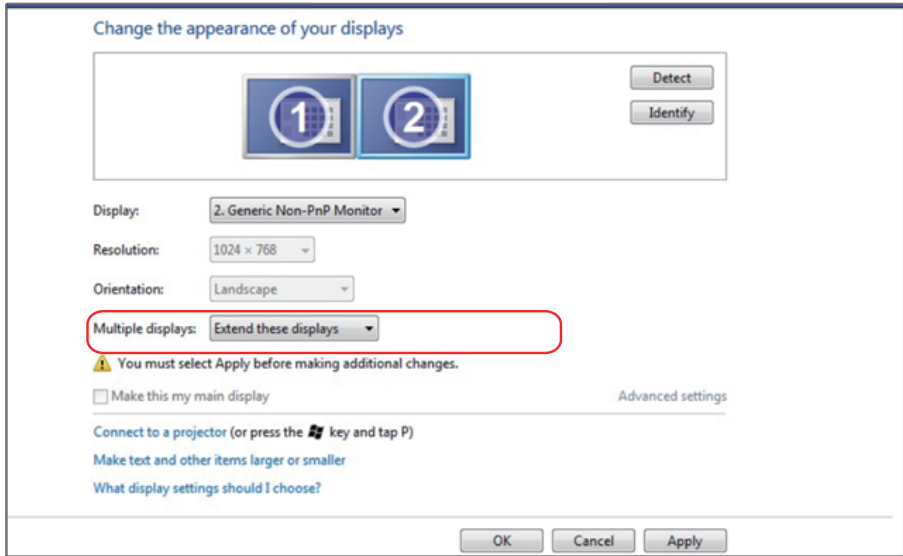 Change the appearance of your displays
Detect
1 2
Identify
Display: 2. Generic Non-PnP Monitor
Resolution: 1024 × 768
Orientation: Landscape
Multiple displays: Extend these displays
You must select Apply before making additional changes.
Make this my main display Advanced settings
Connect to a projector (or press the key and tap P)
Make text and other items larger or smaller
What display settings should I choose?
OK Cancel Apply